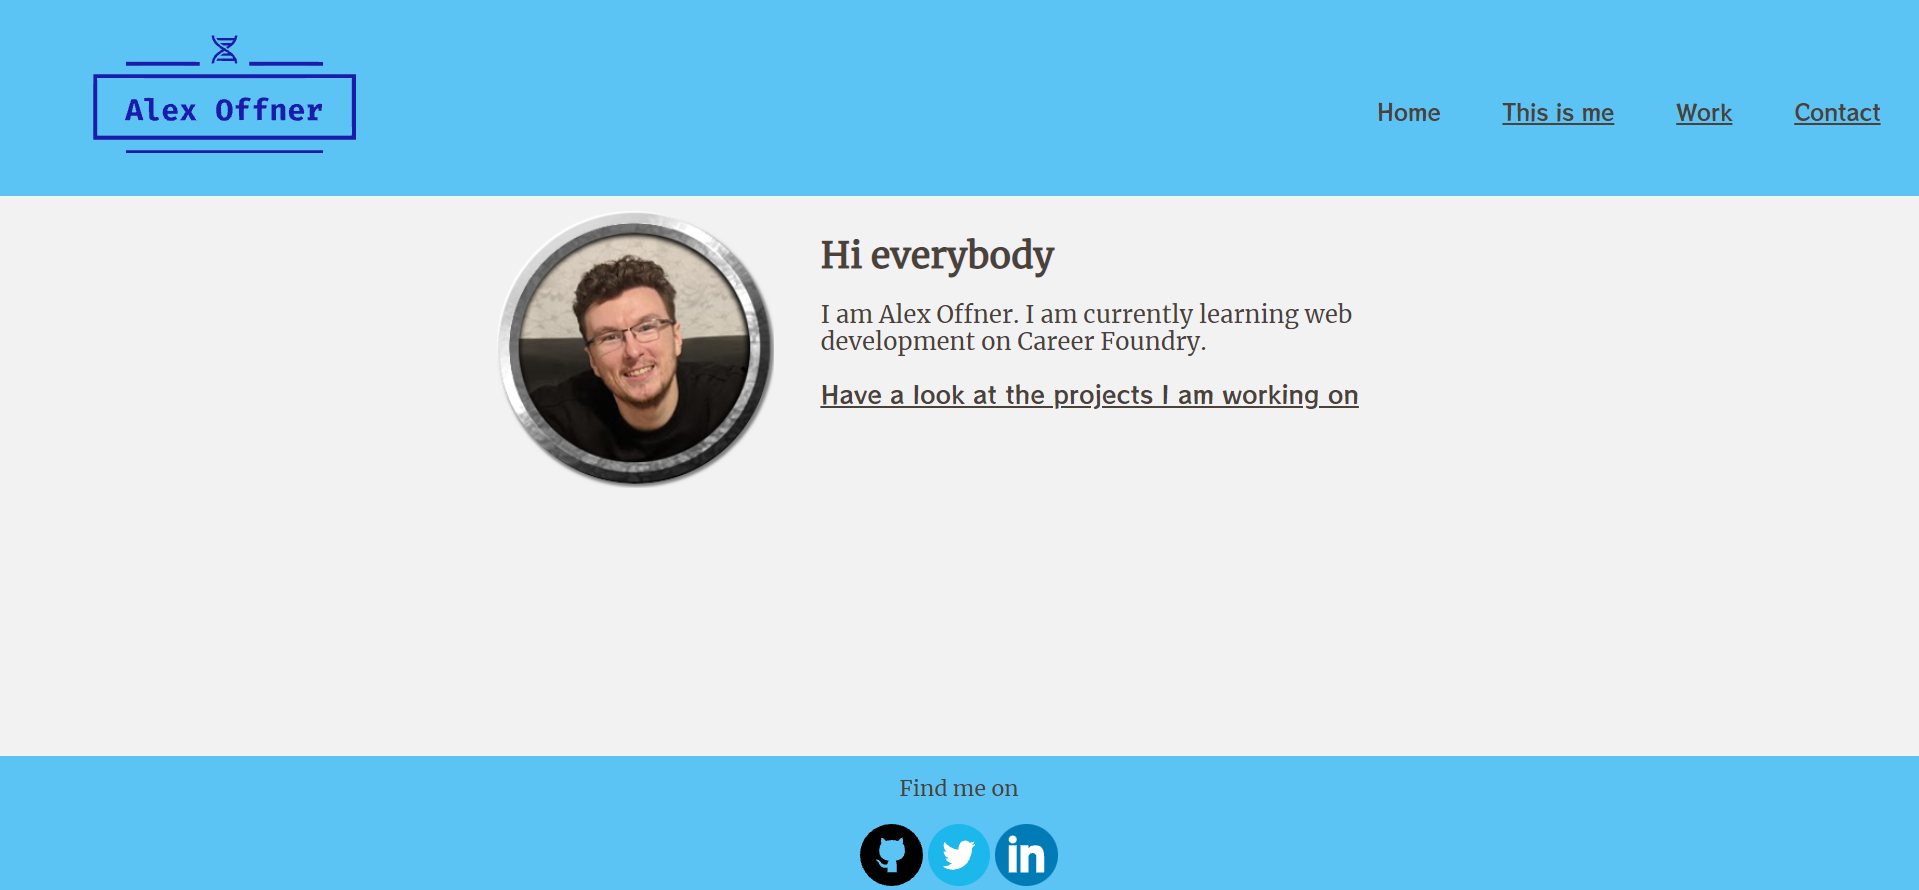 Alex Offner
Home This is me Work Contact
Hi everybody
I am Alex Offner. I am currently learning web
development on Career Foundry.
Have a look at the projects I am working on
Find me on
in